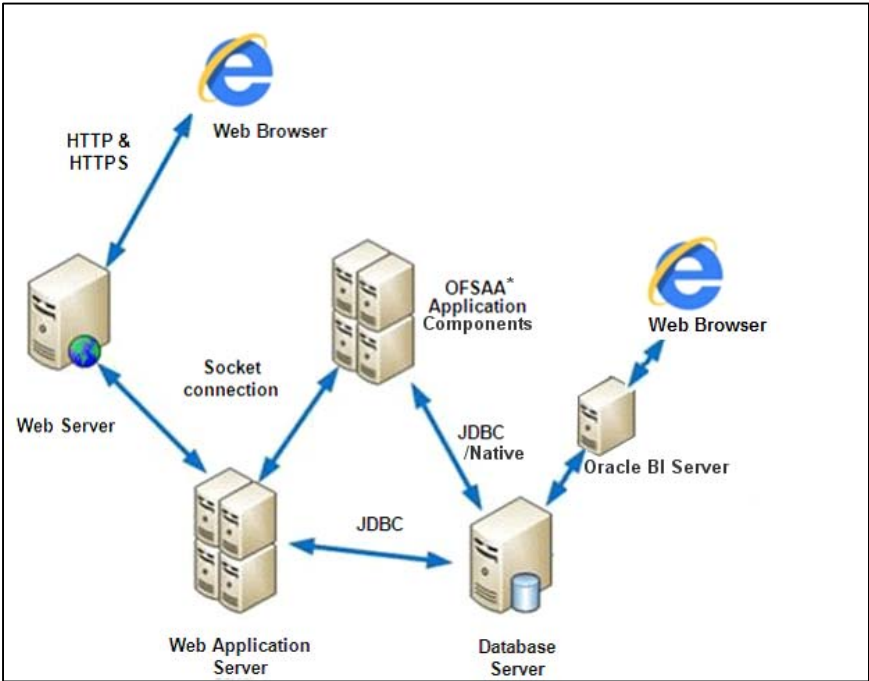 Web Browser
HTTP &
HTTPS
OFSAA*
Application
Components
Web Browser
Socket
connection
Web Server
JDBC
/Native
Oracle BI Server
JDBC
Web Application
Server
Database
Server